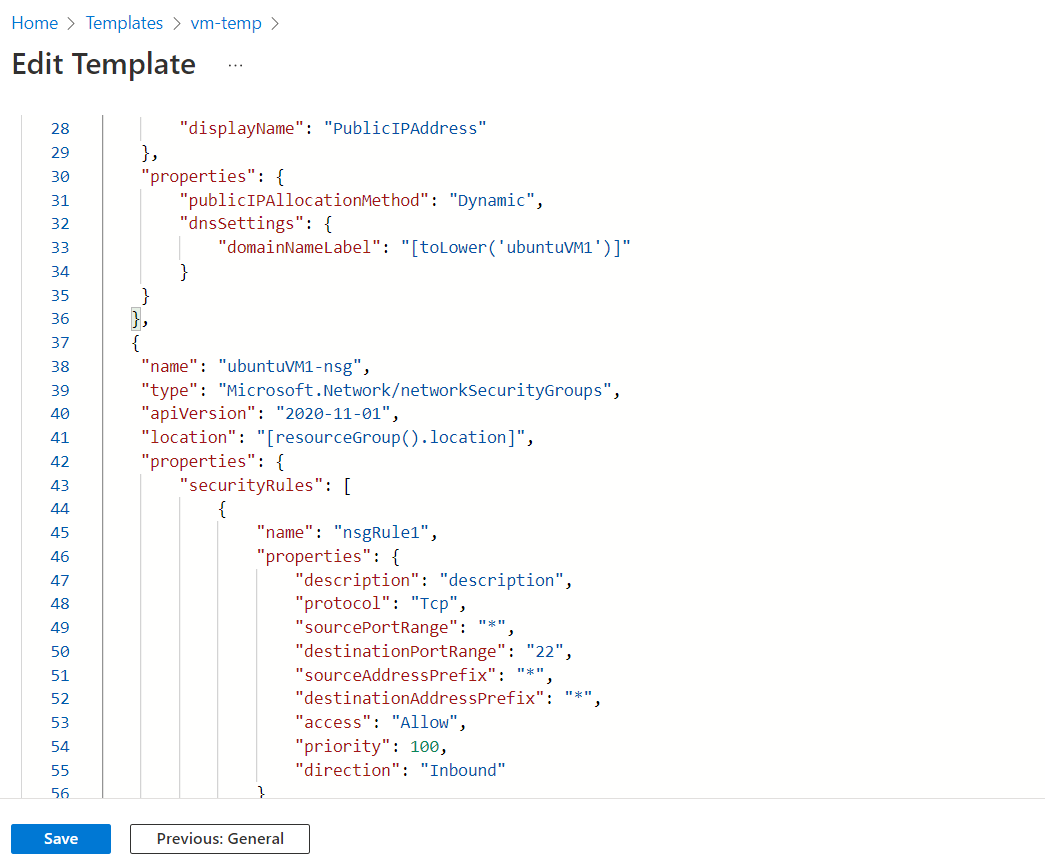 Home > Templates > vm-temp >
Edit Template ...
28 "displayName": "PublicIPAddress"
29 },
30 "properties": {
31 "publicIPAllocationMethod": "Dynamic",
32 "dnsSettings": {
33 "domainNameLabel": "[toLower('ubuntuVM1')]"
34 }
35 }
36 },
37 {
38 "name": "ubuntuVM1-nsg",
39 "type": "Microsoft.Network/networkSecurityGroups",
40 "apiVersion": "2020-11-01",
41 "location": "[resourceGroup().location]",
42 "properties": {
43 "securityRules": [
44 {
45 "name": "nsgRule1",
46 "properties": {
47 "description": "description",
48 "protocol": "Tcp",
49 "sourcePortRange": "*",
50 "destinationPortRange": "22",
51 "sourceAddressPrefix": "*",
52 "destinationAddressPrefix": "*",
53 "access": "Allow",
54 "priority": 100,
55 "direction": "Inbound"
56 }
Save Previous: General